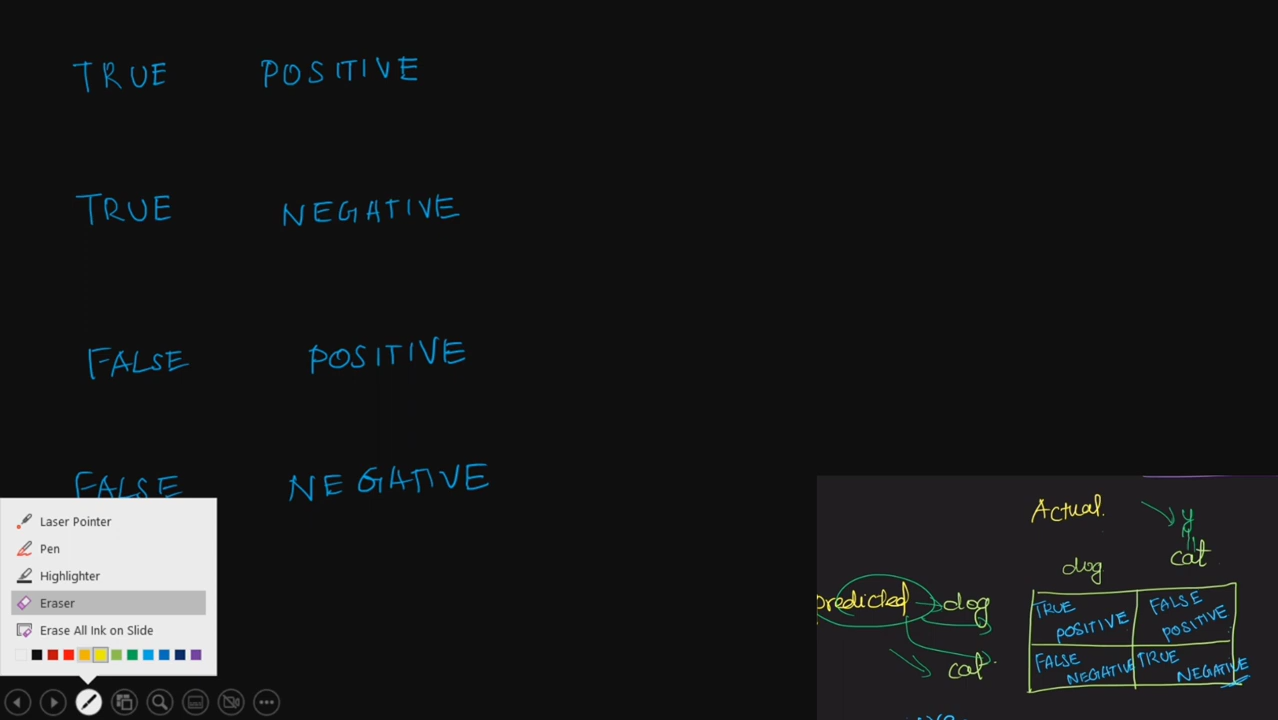 TRUE POSITIVE
TRUE NEGATIVE
FALSE POSITIVE
FALSE NEGATIVE
Laser Pointer
Pen
Highlighter
Eraser
Erase All Ink on Slide
Actual.
y
dog
cat
predicted
dog
TRUE POSITIVE
FALSE POSITIVE
cat
FALSE NEGATIVE
TRUE NEGATIVE